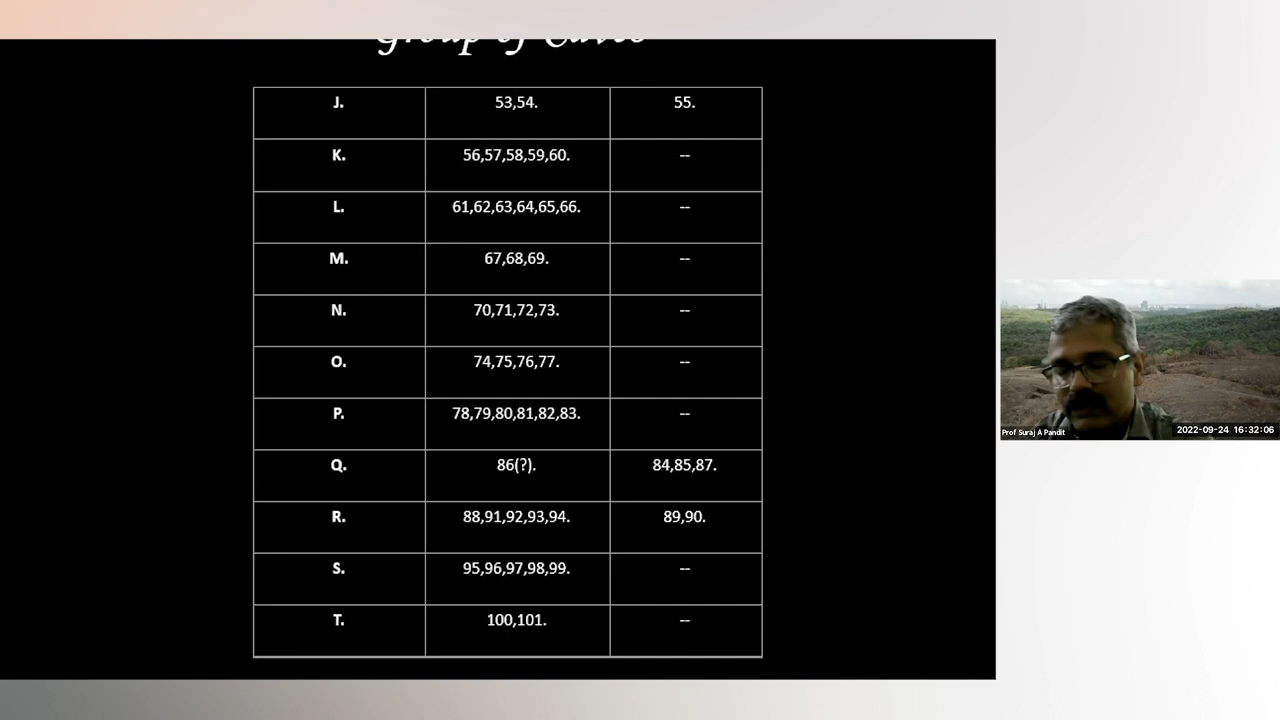 Group of Caves
J. 53,54. 55.
K. 56,57,58,59,60. --
L. 61,62,63,64,65,66. --
M. 67,68,69. --
N. 70,71,72,73. --
O. 74,75,76,77. --
P. 78,79,80,81,82,83. --
Q. 86(?). 84,85,87.
R. 88,91,92,93,94. 89,90.
S. 95,96,97,98,99. --
T. 100,101. --
Prof Suraj A Pandit
2022-09-24 16:32:06